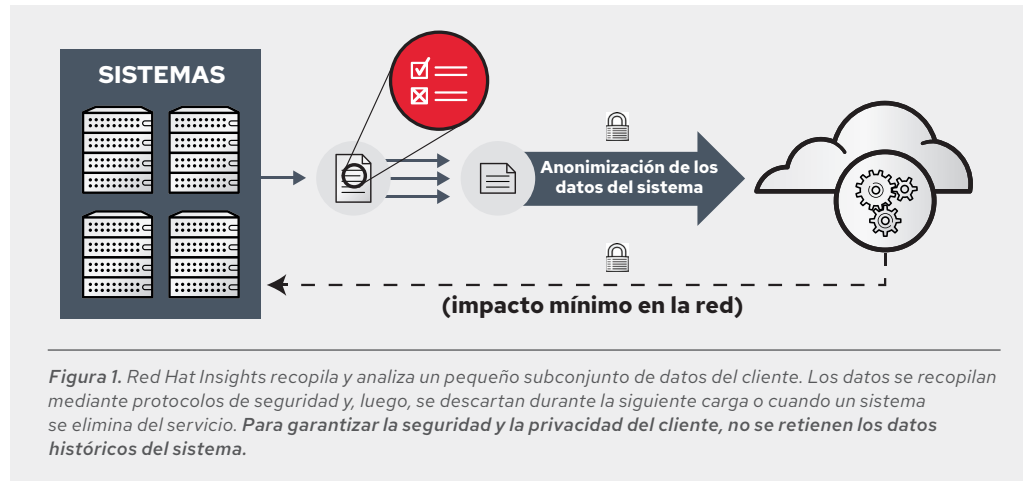 SISTEMAS
Anonimización de los
datos del sistema
(impacto mínimo en la red)
Figura 1. Red Hat Insights recopila y analiza un pequeño subconjunto de datos del cliente. Los datos se recopilan
mediante protocolos de seguridad y, luego, se descartan durante la siguiente carga o cuando un sistema
se elimina del servicio. Para garantizar la seguridad y la privacidad del cliente, no se retienen los datos
históricos del sistema.